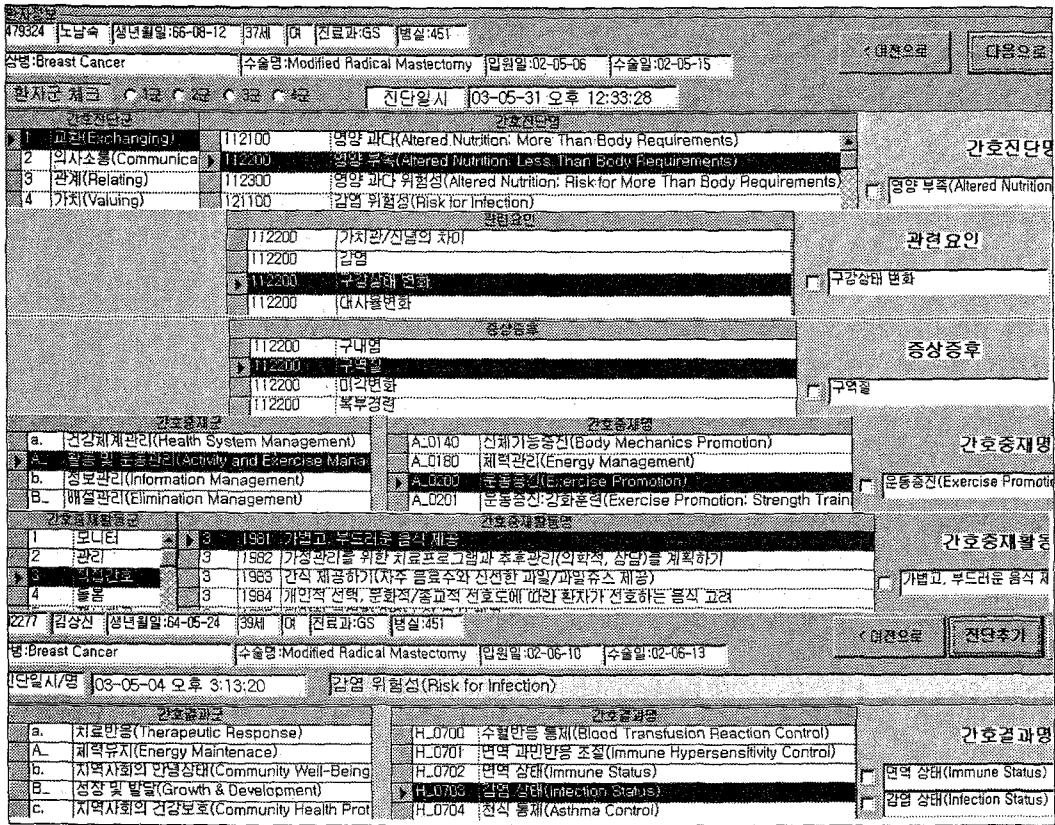 환자정보
479324 노남숙 생년월일:66-08-12 37세 여 진료과:GS 병실:451
상병:Breast Cancer 수술명:Modified Radical Mastectomy 입원일:02-05-06 수술일:02-05-15 < 이전으로 다음으로
환자군 체크 1군 2군 3군 4군 진단일시 03-05-31 오후 12:33:28
간호진단군 간호진단명
1 교환(Exchanging) 112100 영양 과다(Altered Nutrition: More Than Body Requirements)
간호진단명
2 의사소통(Communica 112200 영양 부족(Altered Nutrition: Less Than Body Requirements)
3 관계(Relating) 112300 영양 과다 위험성(Altered Nutrition: Risk for More Than Body Requirements) 영양 부족(Altered Nutrition
4 가치(Valuing) 121100 감염 위험성(Risk for Infection)
관련요인
112200 가치관/신념의 차이 관련요인
112200 감염
112200 구강상태 변화 구강상태 변화
112200 대사율변화
증상증후
112200 구내염 증상증후
112200 구역질
112200 미각변화 구역질
112200 복부경련
간호중재군 간호중재명
a. 건강체계관리(Health System Management) A_0140 신체기능증진(Body Mechanics Promotion) 간호중재명
A_ 활동 및 운동관리(Activity and Exercise Mana A_0180 체력관리(Energy Management)
b. 정보관리(Information Management) A_0200 운동증진(Exercise Promotion) 운동증진(Exercise Promotio
B_ 배설관리(Elimination Management) A_0201 운동증진:강화훈련(Exercise Promotion: Strength Train
간호중재활동군 간호중재활동명
1 모니터 3 1981 가볍고, 부드러운 음식 제공 간호중재활동
2 관리 3 1982 가정관리를 위한 치료프로그램과 추후관리(의학적, 상담)를 계획하기
3 직접간호 3 1983 간식 제공하기(자주 음료수와 신선한 과일/과일쥬스 제공) 가볍고, 부드러운 음식 제
4 돌봄 3 1984 개인적 선택, 문화적/종교적 선호도에 따라 환자가 선호하는 음식 고려
2277 김상진 생년월일:64-05-24 39세 여 진료과:GS 병실:451 < 이전으로 진단추가
병:Breast Cancer 수술명:Modified Radical Mastectomy 입원일:02-06-10 수술일:02-06-13
진단일시/명 03-05-04 오후 3:13:20 감염 위험성(Risk for Infection)
간호결과군 간호결과명
a. 치료반응(Therapeutic Response) H_0700 수혈반응 통제(Blood Transfusion Reaction Control) 간호결과명
A_ 체력유지(Energy Maintenace) H_0701 면역 과민반응 조절(Immune Hypersensitivity Control)
b. 지역사회의 안녕상태(Community Well-Being H_0702 면역 상태(Immune Status) 면역 상태(Immune Status)
B_ 성장 및 발달(Growth & Development) H_0703 감염 상태(Infection Status)
c. 지역사회의 건강보호(Community Health Prot H_0704 천식 통제(Asthma Control) 감염 상태(Infection Status)